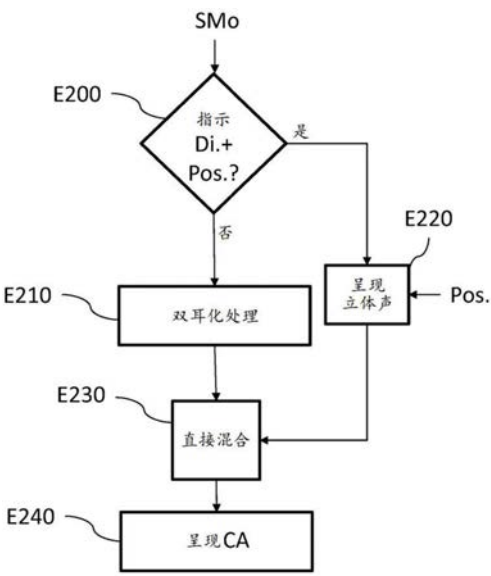 SMo
E200
指示
Di.+
Pos.?
是
否
E220
呈现
立体声
Pos.
E210
双耳化处理
E230
直接混合
E240
呈现CA